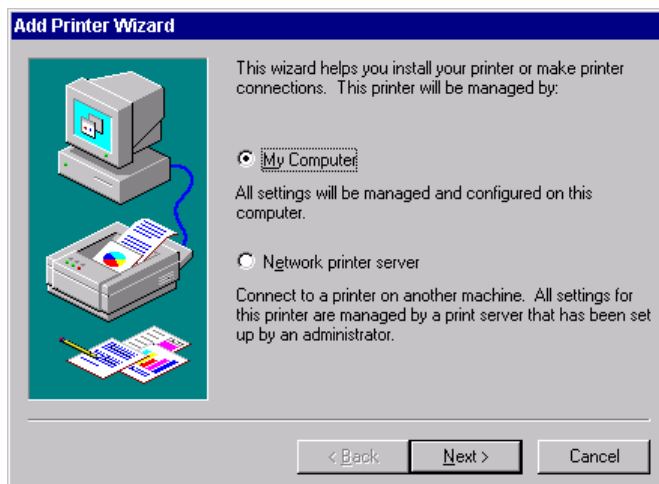 Add Printer Wizard
This wizard helps you install your printer or make printer
connections.  This printer will be managed by:
My Computer
All settings will be managed and configured on this
computer.
Network printer server
Connect to a printer on another machine.  All settings for
this printer are managed by a print server that has been set
up by an administrator.
< Back
Next >
Cancel